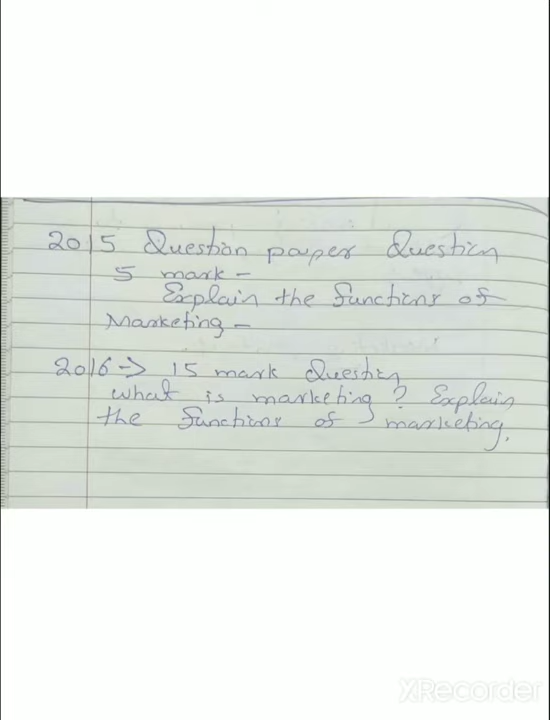 2015 Question paper Question
5 mark -
Explain the functions of
Marketing -
2016 -> 15 mark Question
what is marketing? Explain
the functions of marketing.
XRecorder